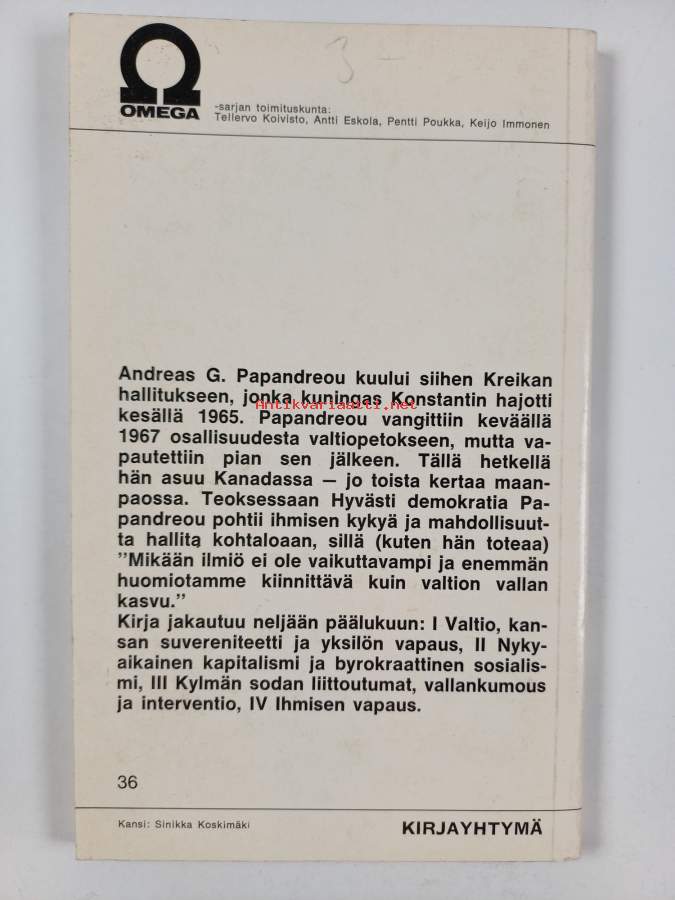 3 -
Ω
OMEGA
-sarjan toimituskunta:
Tellervo Koivisto, Antti Eskola, Pentti Poukka, Keijo Immonen
Andreas G. Papandreou kuului siihen Kreikan
hallitukseen, jonka kuningas Konstantin hajotti
Antikvariaatti.net
kesällä 1965. Papandreou vangittiin keväällä
1967 osallisuudesta valtiopetokseen, mutta va-
pautettiin pian sen jälkeen. Tällä hetkellä
hän asuu Kanadassa — jo toista kertaa maan-
paossa. Teoksessaan Hyvästi demokratia Pa-
pandreou pohtii ihmisen kykyä ja mahdollisuut-
ta hallita kohtaloaan, sillä (kuten hän toteaa)
"Mikään ilmiö ei ole vaikuttavampi ja enemmän
huomiotamme kiinnittävä kuin valtion vallan
kasvu."
Kirja jakautuu neljään päälukuun: I Valtio, kan-
san suvereniteetti ja yksilön vapaus, II Nyky-
aikainen kapitalismi ja byrokraattinen sosialis-
mi, III Kylmän sodan liittoutumat, vallankumous
ja interventio, IV Ihmisen vapaus.
36
Kansi: Sinikka Koskimäki
KIRJAYHTYMÄ